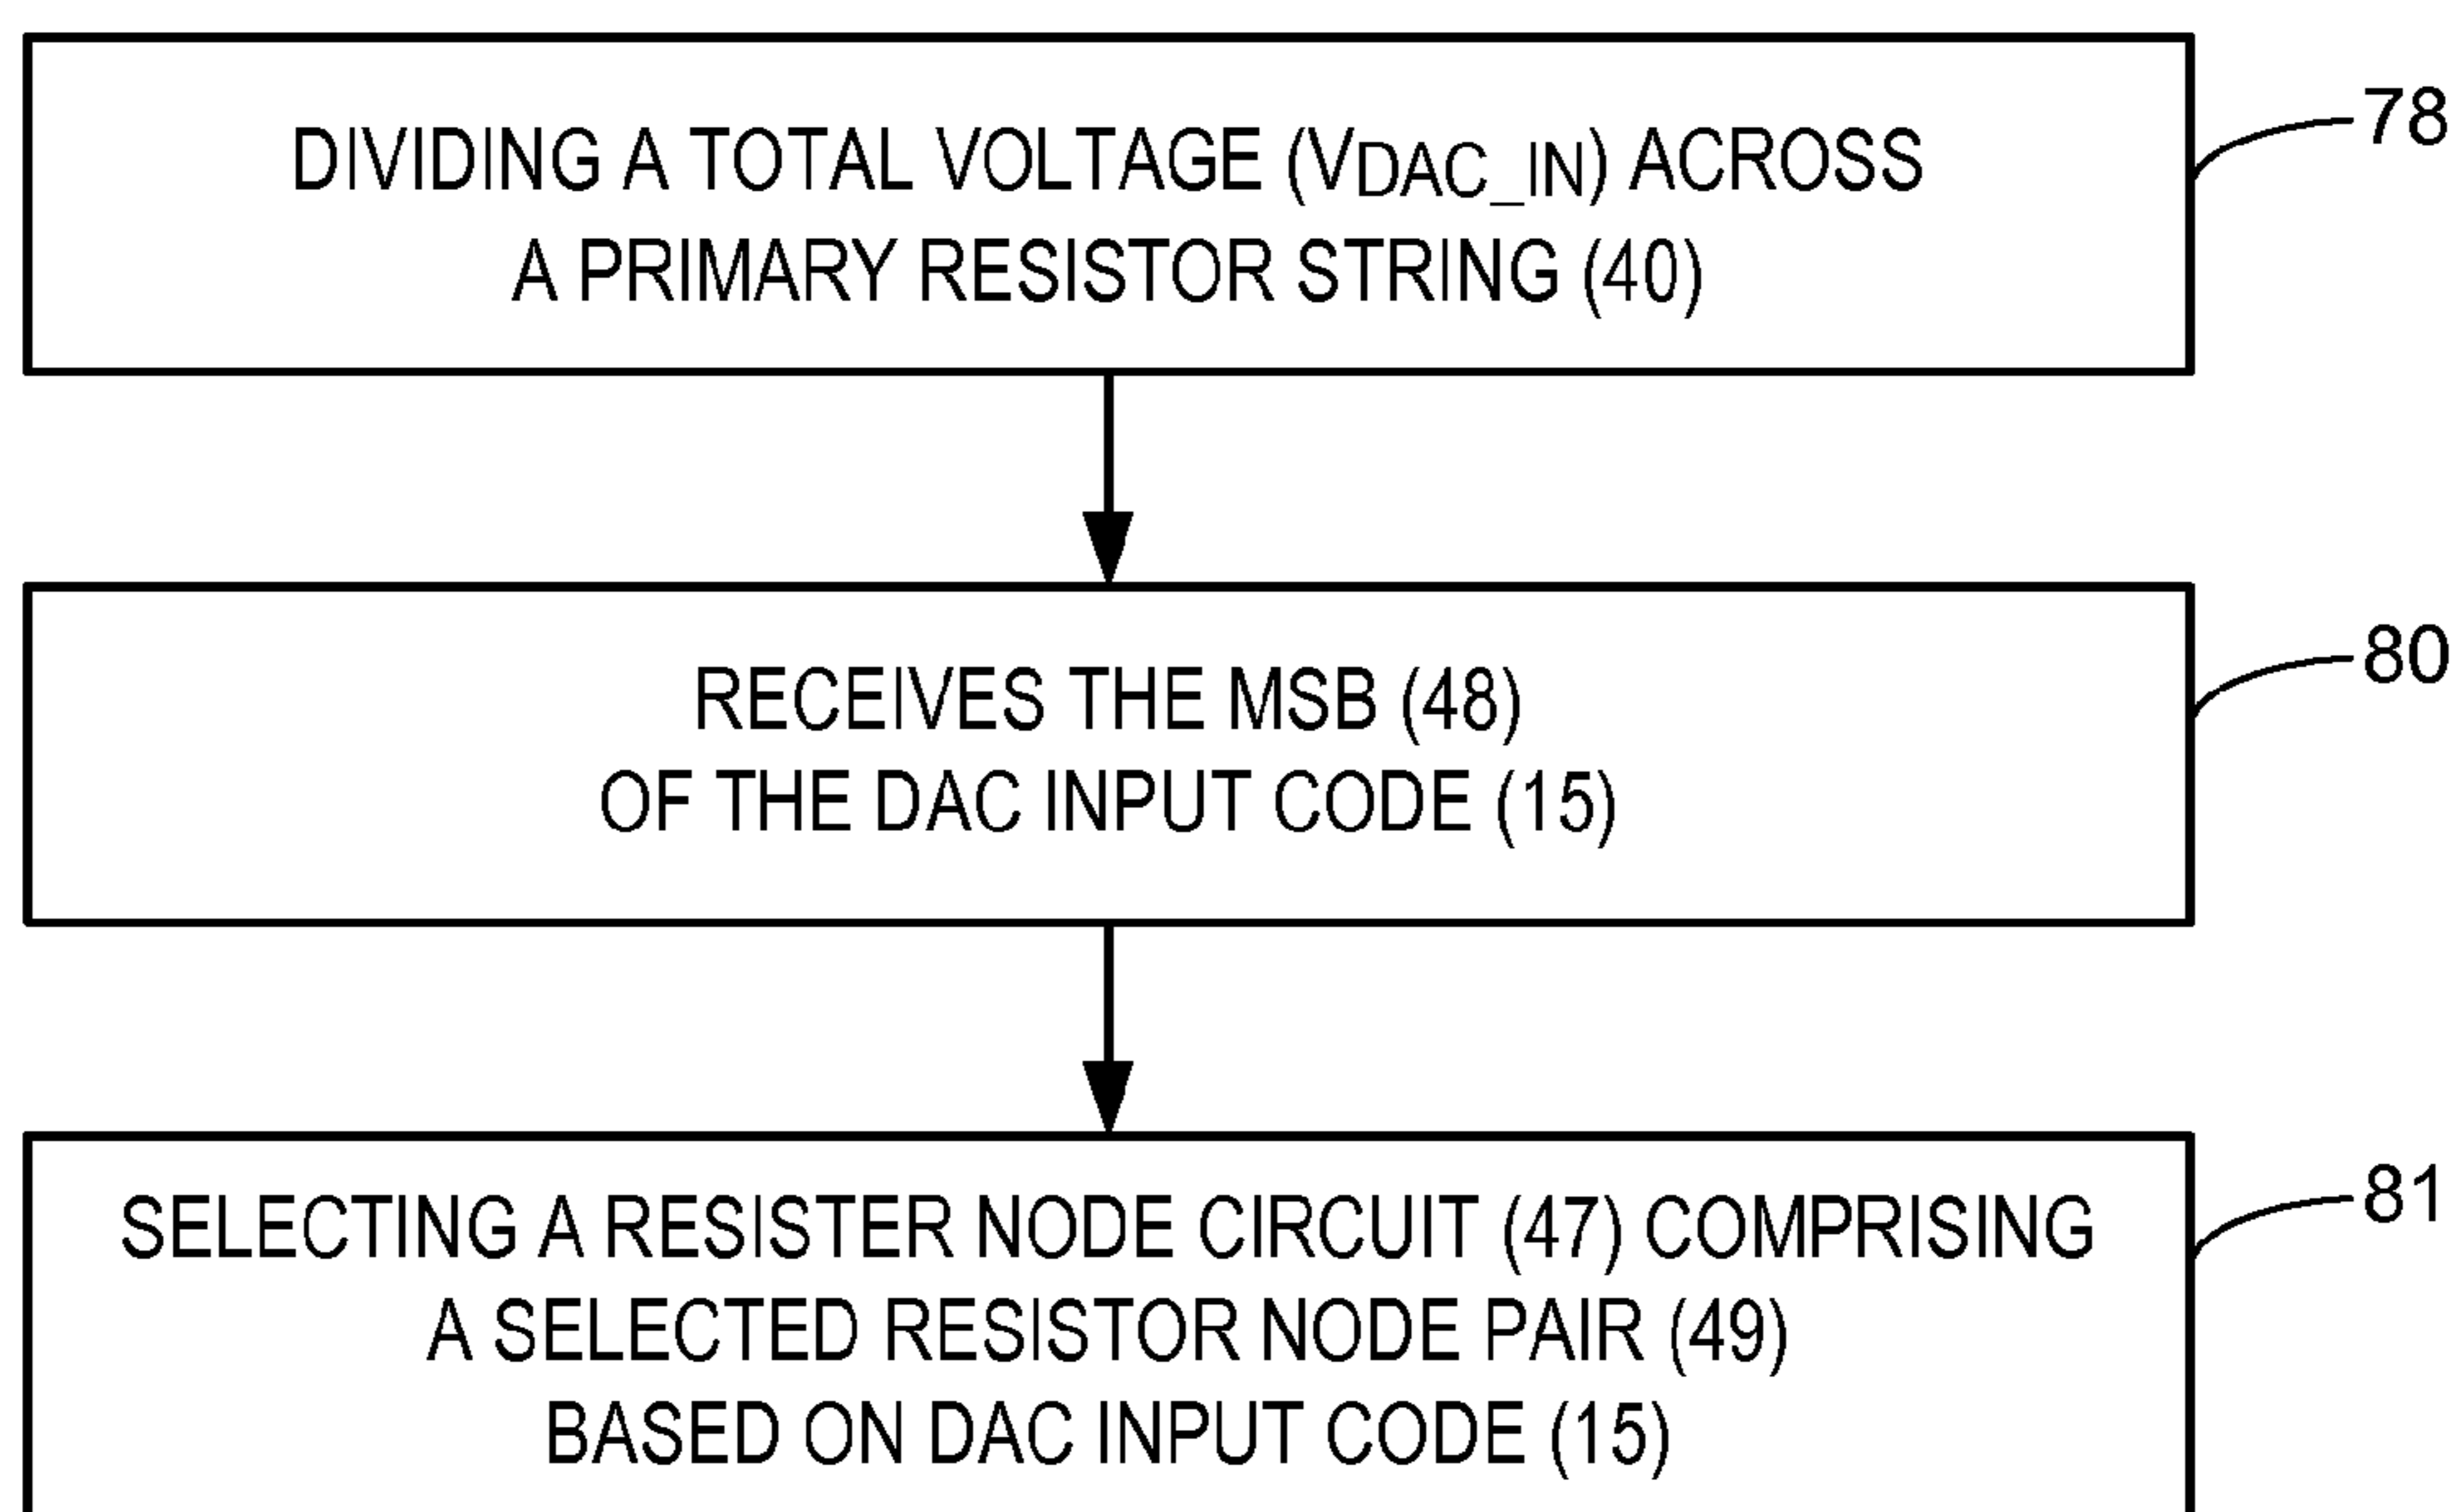 DIVIDING A TOTAL VOLTAGE (VDAC_IN) ACROSS
A PRIMARY RESISTOR STRING (40)
78
RECEIVES THE MSB (48)
OF THE DAC INPUT CODE (15)
80
SELECTING A RESISTER NODE CIRCUIT (47) COMPRISING
A SELECTED RESISTOR NODE PAIR (49)
BASED ON DAC INPUT CODE (15)
81